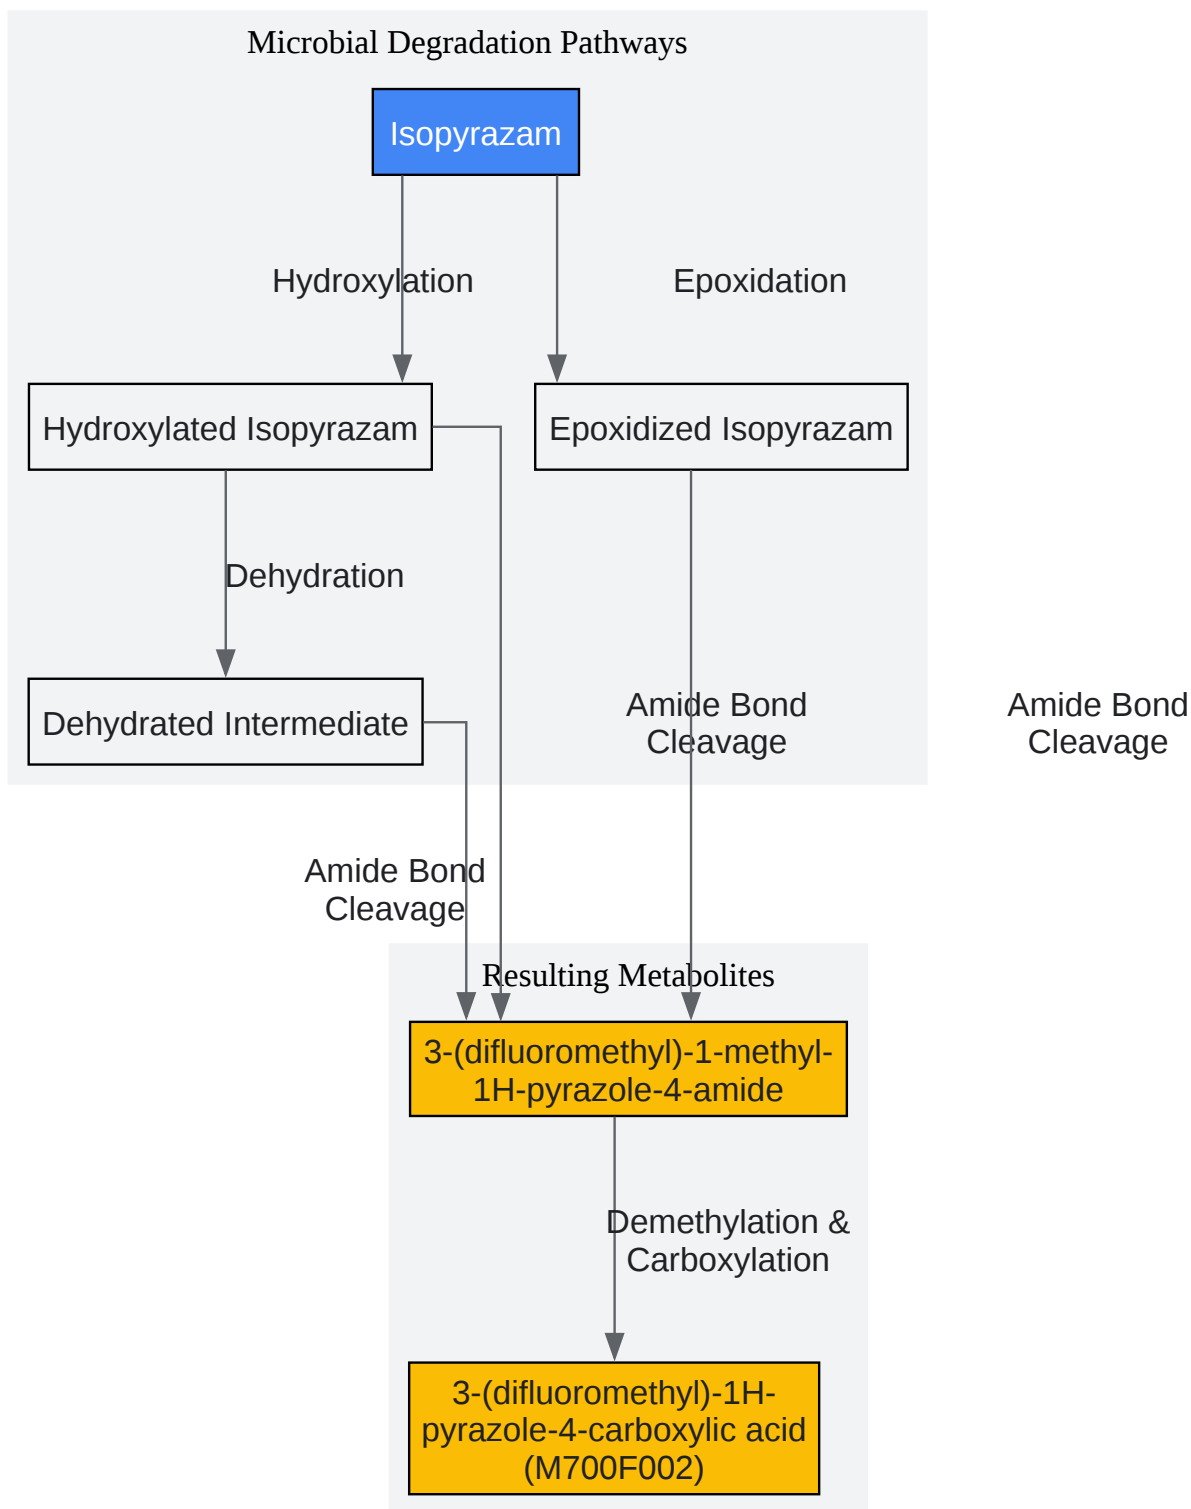 Microbial Degradation Pathways
Isopyrazam
Hydroxylation
Epoxidation
Hydroxylated Isopyrazam
Epoxidized Isopyrazam
Dehydration
Dehydrated Intermediate
Amide Bond
Cleavage
Amide Bond
Cleavage
Amide Bond
Cleavage
Resulting Metabolites
3-(difluoromethyl)-1-methyl-
1H-pyrazole-4-amide
Demethylation &
Carboxylation
3-(difluoromethyl)-1H-
pyrazole-4-carboxylic acid
(M700F002)